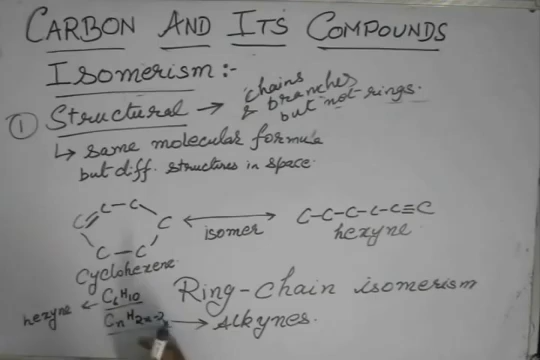 CARBON AND ITS COMPOUNDS
Isomerism :-
① Structural → chains
& branches
but not rings.
↳ same molecular formula
but diff. structures in space.
C=C-C C C-C
isomer
C-C-C-C-C≡C
hexyne
Cyclohexene
Ring-chain isomerism
hexyne ← C6H10
CnH2n-2 → Alkynes.